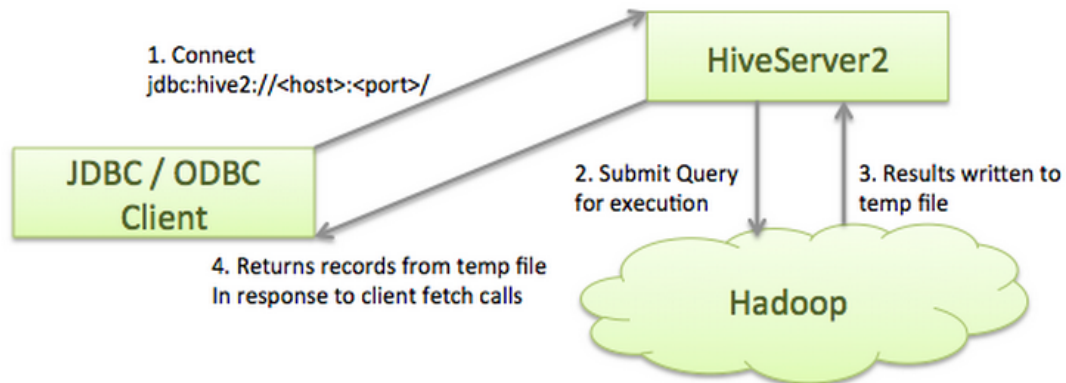 1. Connect
jdbc:hive2://<host>:<port>/
HiveServer2
JDBC / ODBC
Client
2. Submit Query
for execution
3. Results written to
temp file
4. Returns records from temp file
In response to client fetch calls
Hadoop